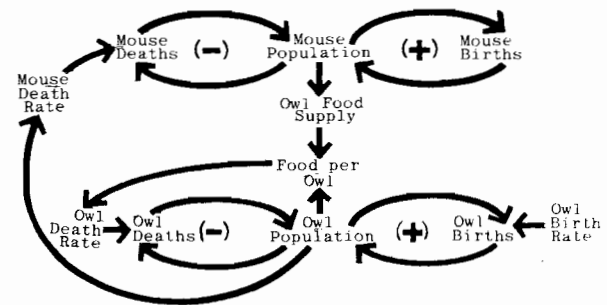 Mouse
Deaths
(-)
Mouse
Population
(+)
Mouse
Births
Mouse
Death
Rate
Owl Food
Supply
Food per
Owl
Owl
Death
Rate
Owl
Deaths
(-)
Owl
Population
(+)
Owl
Births
Owl
Birth
Rate